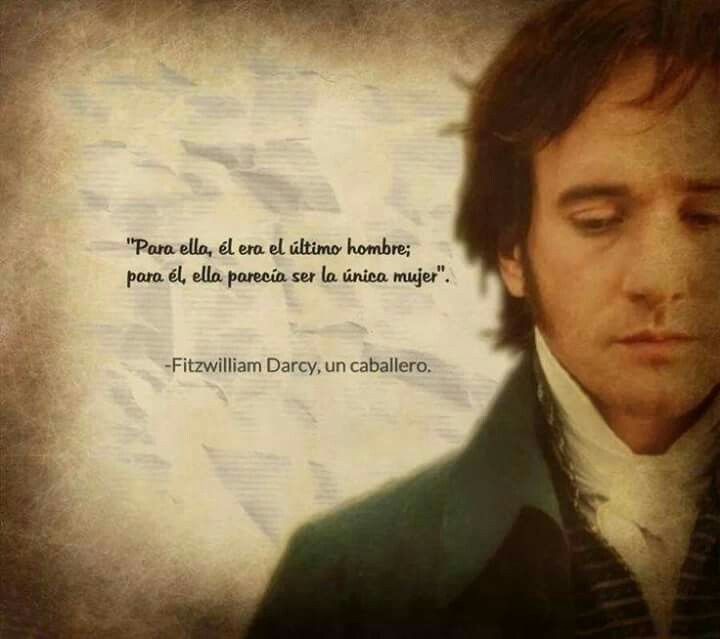 "Para ella, él era el último hombre;
para él, ella parecía ser la única mujer".
-Fitzwilliam Darcy, un caballero.